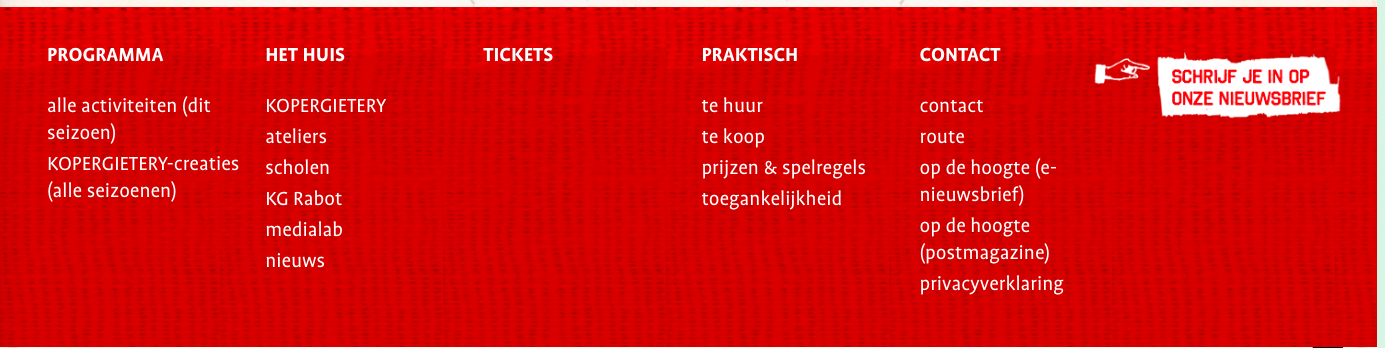 PROGRAMMA
alle activiteiten (dit
seizoen)
KOPERGIETERY-creaties
(alle seizoenen)
HET HUIS
KOPERGIETERY
ateliers
scholen
KG Rabot
medialab
nieuws
TICKETS
PRAKTISCH
te huur
te koop
prijzen & spelregels
toegankelijkheid
CONTACT
contact
route
op de hoogte (e-
nieuwsbrief)
op de hoogte
(postmagazine)
privacyverklaring
SCHRIJF JE IN OP
ONZE NIEUWSBRIEF